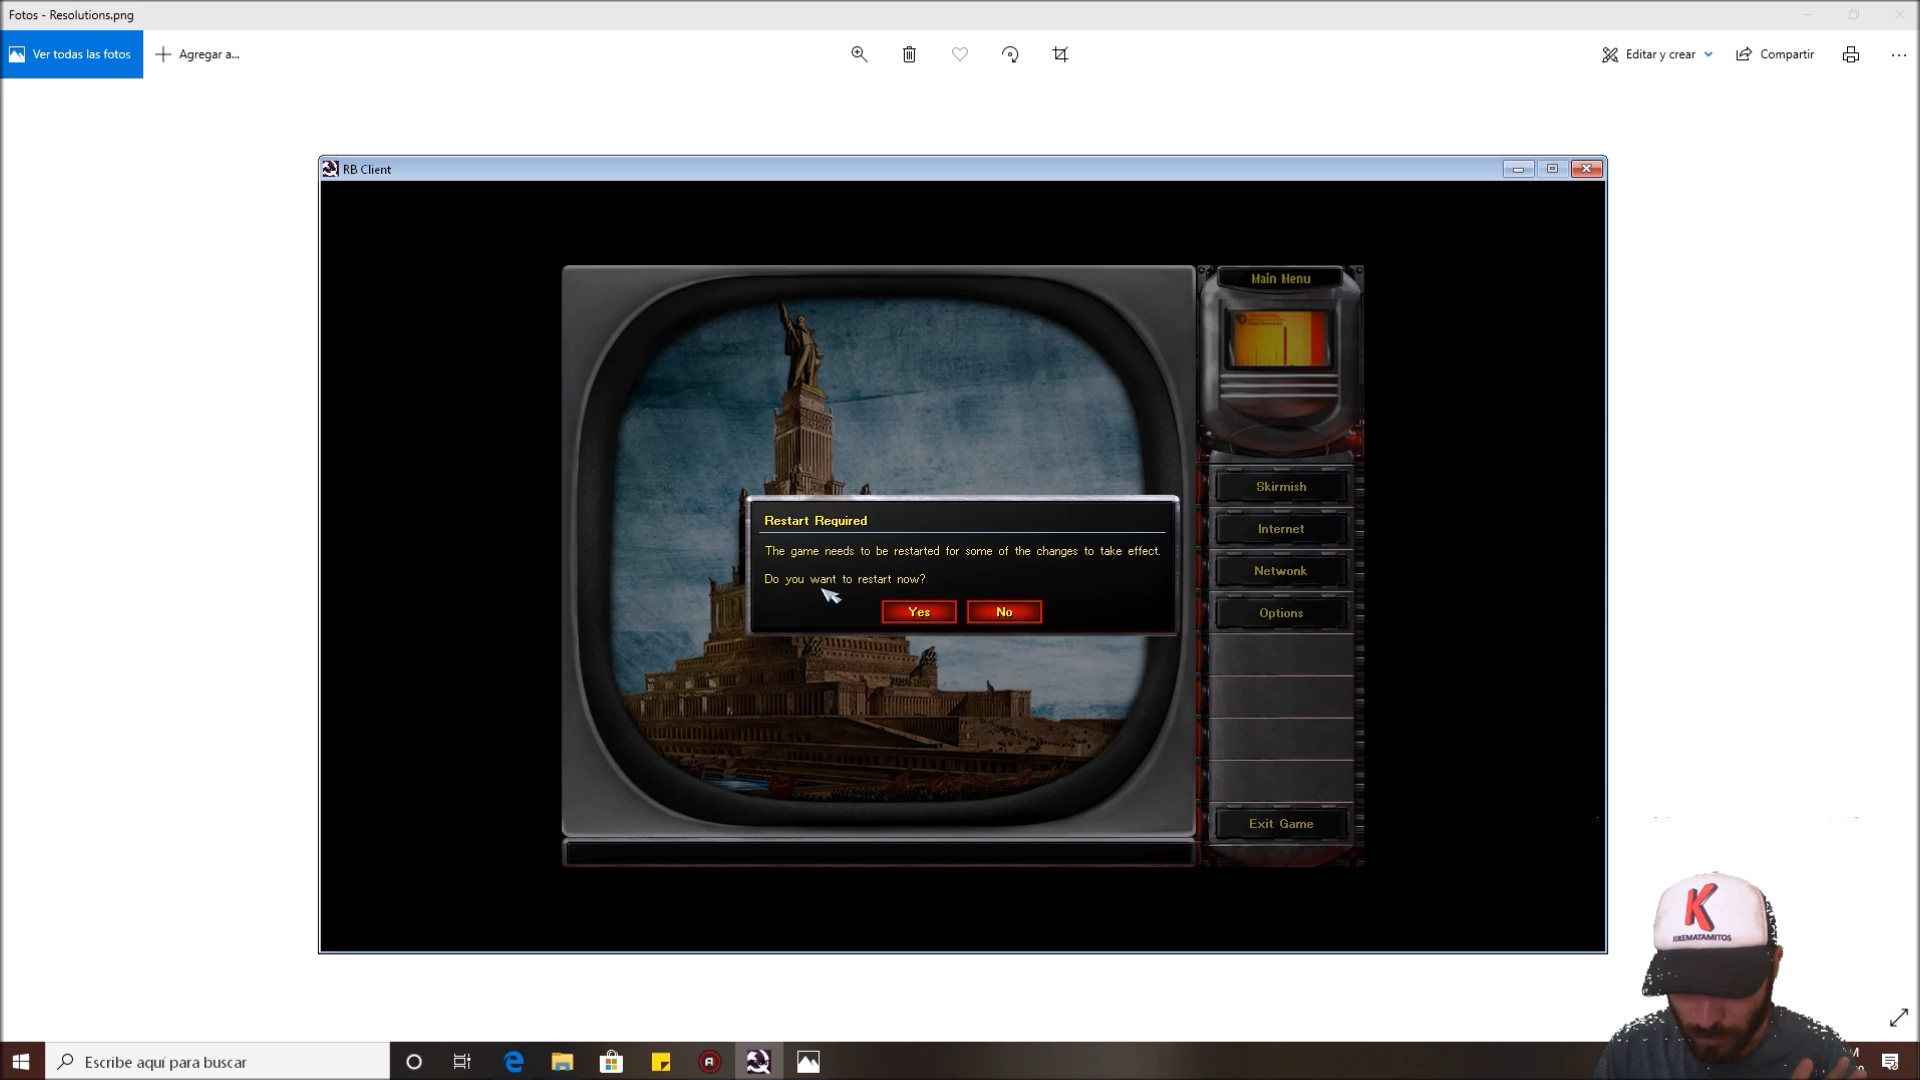 Fotos - Resolutions.png
Ver todas las fotos
Agregar a...
Editar y crear
Compartir
RB Client
Main Menu
Skirmish
Internet
Network
Options
Restart Required
The game needs to be restarted for some of the changes to take effect.
Do you want to restart now?
Yes
No
Exit Game
K
Escribe aquí para buscar